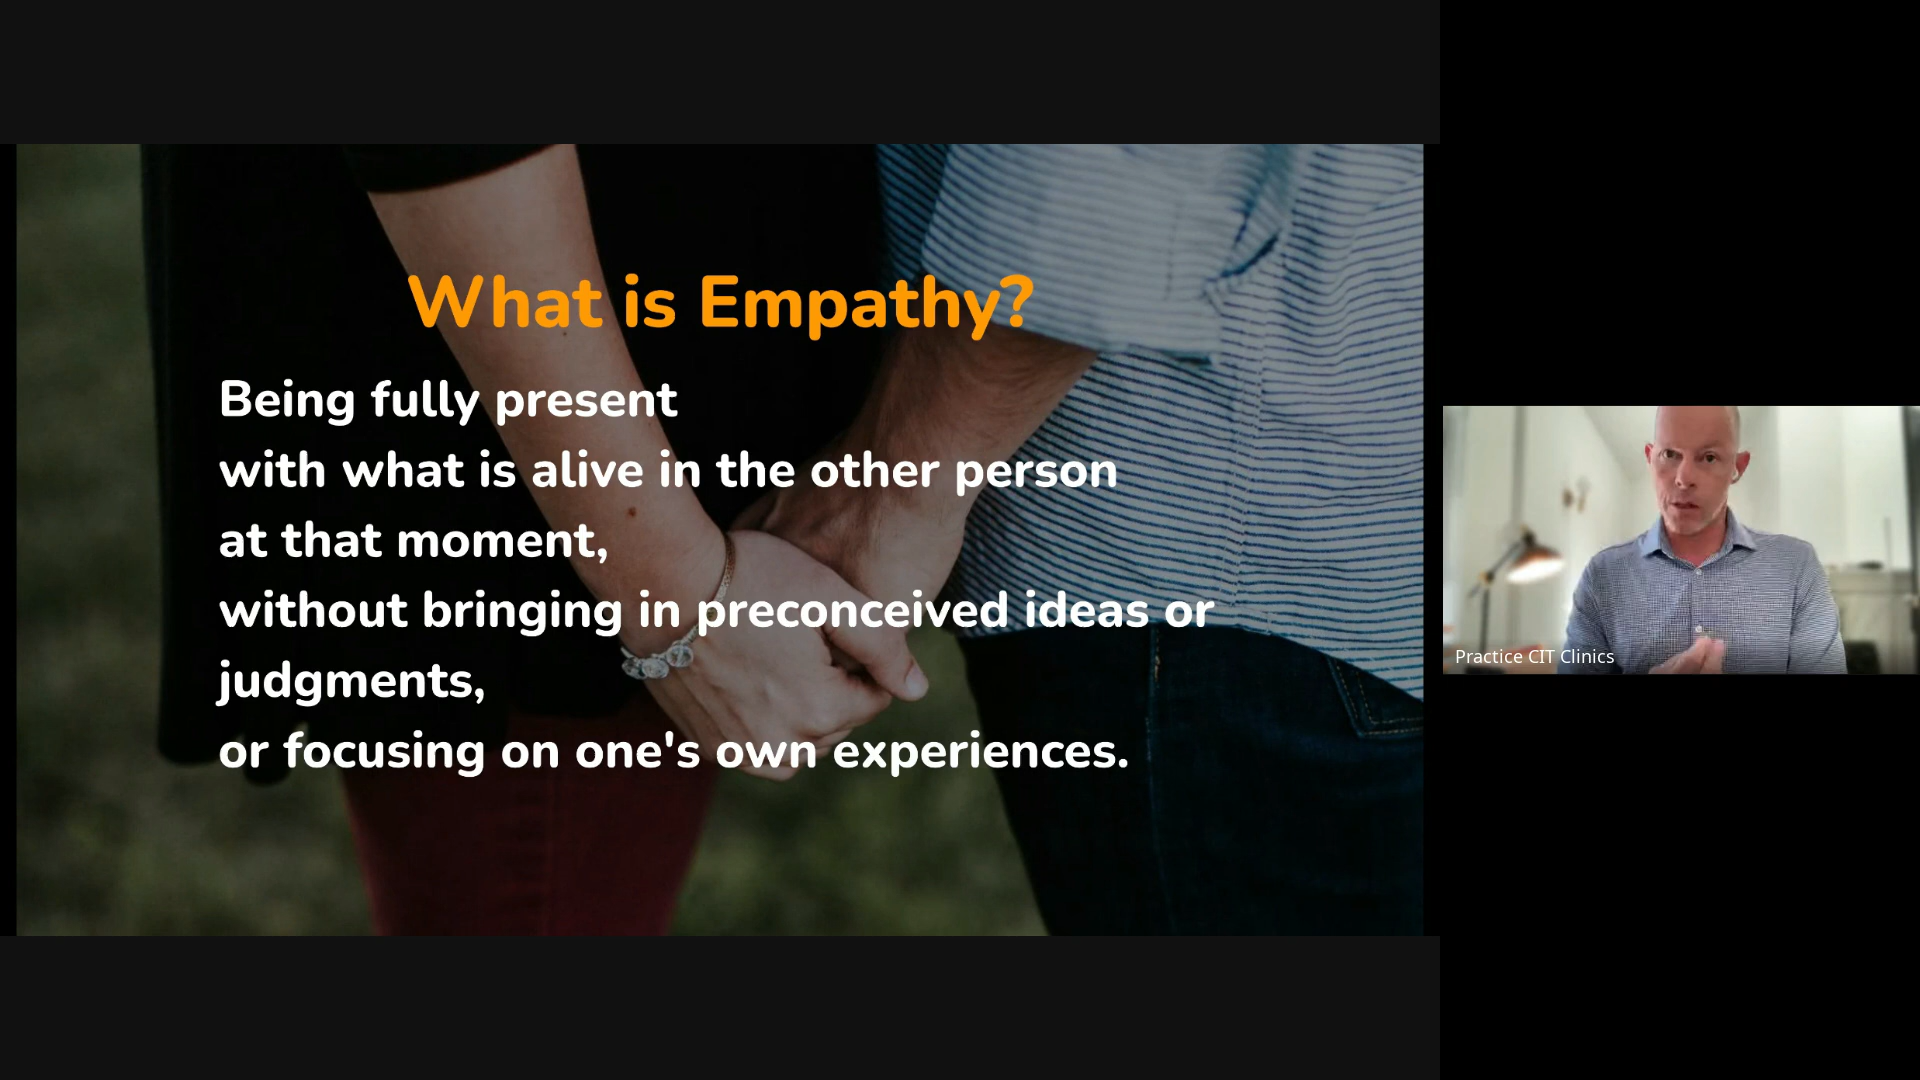 What is Empathy?
Being fully present
with what is alive in the other person
at that moment,
without bringing in preconceived ideas or
judgments,
or focusing on one's own experiences.
Practice CIT Clinics